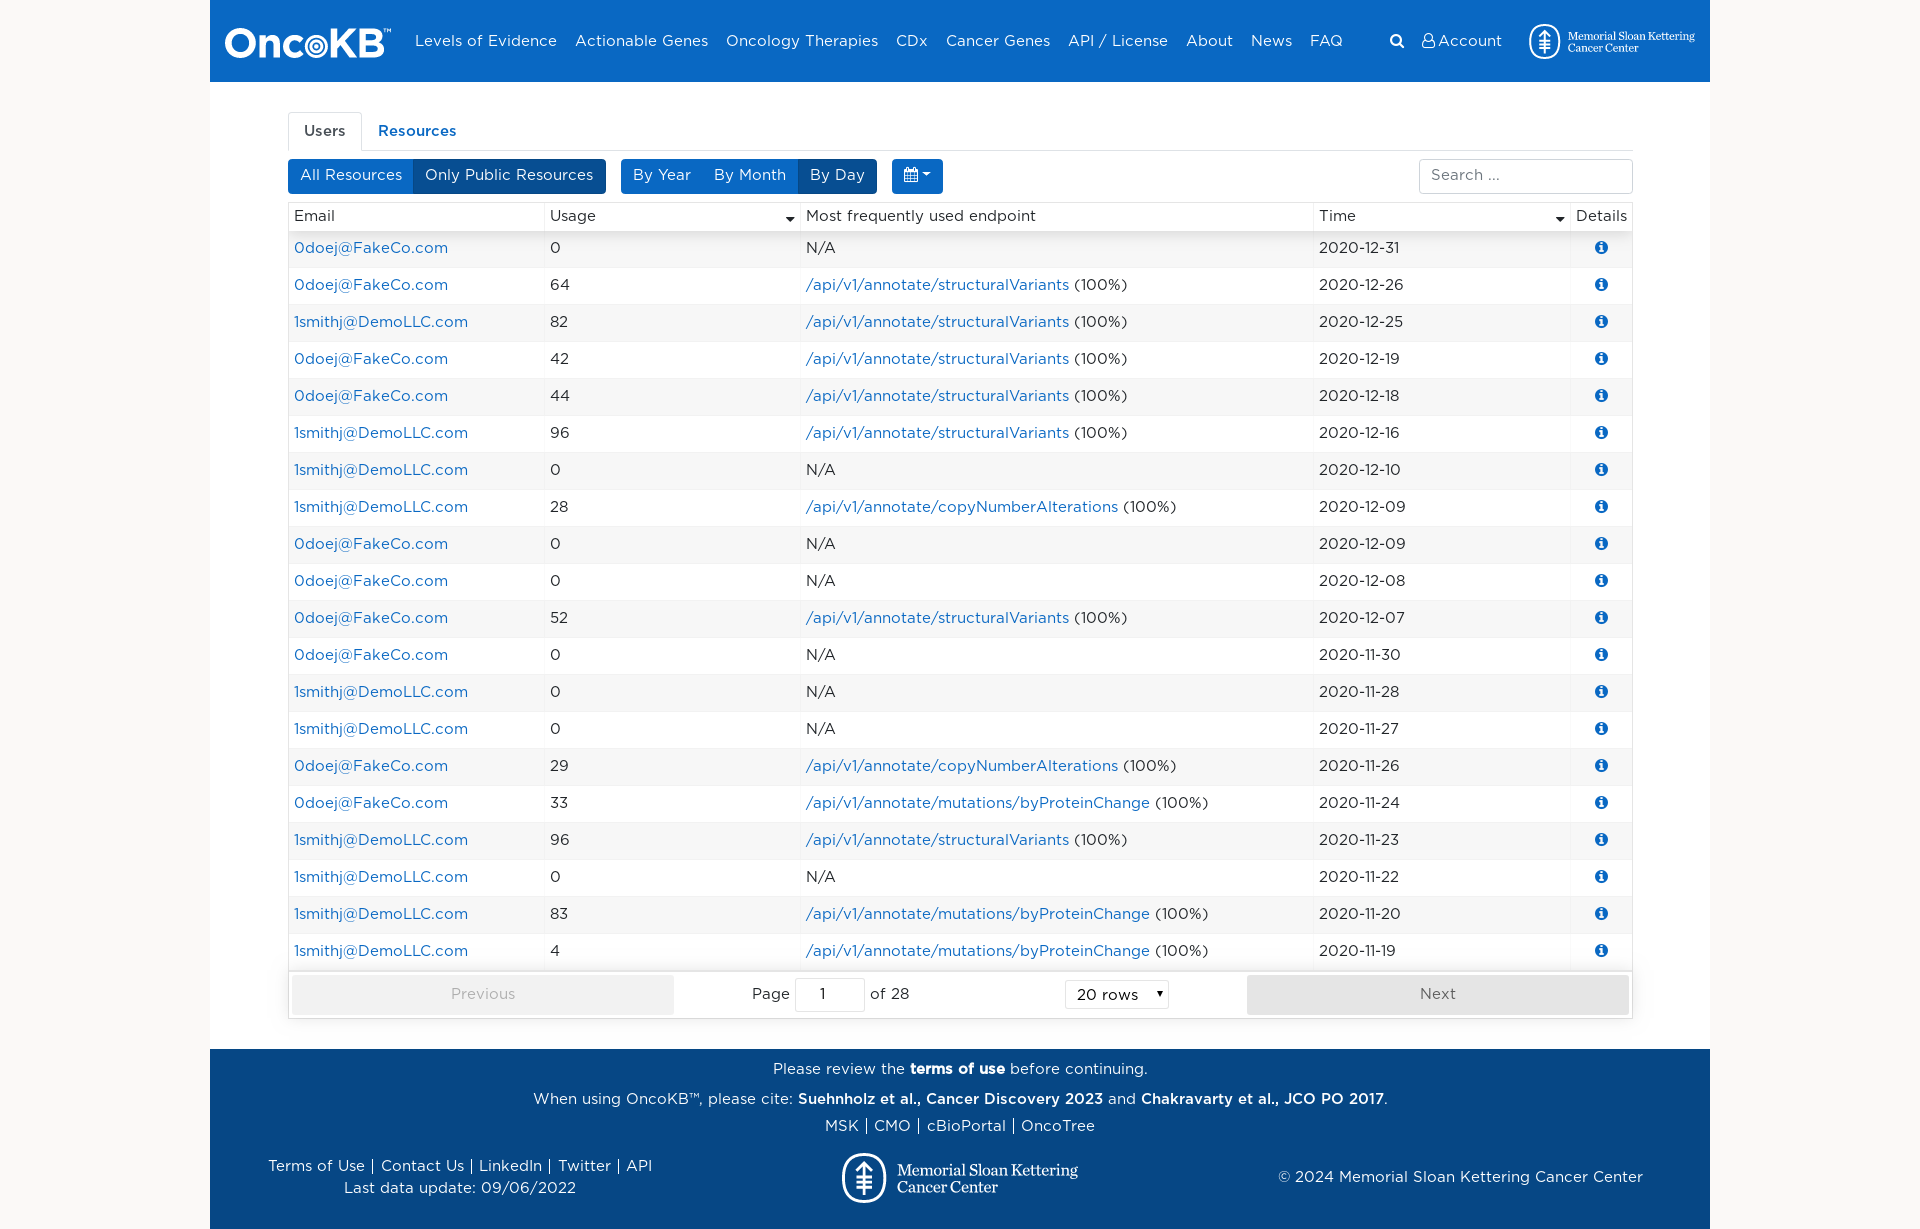 OncoKB™ Levels of Evidence Actionable Genes Oncology Therapies CDx Cancer Genes API / License About News FAQ Account Memorial Sloan Kettering
Cancer Center
Users Resources
All Resources Only Public Resources By Year By Month By Day Search ...
Email Usage Most frequently used endpoint Time Details
0doej@FakeCo.com 0 N/A 2020-12-31
0doej@FakeCo.com 64 /api/v1/annotate/structuralVariants (100%) 2020-12-26
1smithj@DemoLLC.com 82 /api/v1/annotate/structuralVariants (100%) 2020-12-25
0doej@FakeCo.com 42 /api/v1/annotate/structuralVariants (100%) 2020-12-19
0doej@FakeCo.com 44 /api/v1/annotate/structuralVariants (100%) 2020-12-18
1smithj@DemoLLC.com 96 /api/v1/annotate/structuralVariants (100%) 2020-12-16
1smithj@DemoLLC.com 0 N/A 2020-12-10
1smithj@DemoLLC.com 28 /api/v1/annotate/copyNumberAlterations (100%) 2020-12-09
0doej@FakeCo.com 0 N/A 2020-12-09
0doej@FakeCo.com 0 N/A 2020-12-08
0doej@FakeCo.com 52 /api/v1/annotate/structuralVariants (100%) 2020-12-07
0doej@FakeCo.com 0 N/A 2020-11-30
1smithj@DemoLLC.com 0 N/A 2020-11-28
1smithj@DemoLLC.com 0 N/A 2020-11-27
0doej@FakeCo.com 29 /api/v1/annotate/copyNumberAlterations (100%) 2020-11-26
0doej@FakeCo.com 33 /api/v1/annotate/mutations/byProteinChange (100%) 2020-11-24
1smithj@DemoLLC.com 96 /api/v1/annotate/structuralVariants (100%) 2020-11-23
1smithj@DemoLLC.com 0 N/A 2020-11-22
1smithj@DemoLLC.com 83 /api/v1/annotate/mutations/byProteinChange (100%) 2020-11-20
1smithj@DemoLLC.com 4 /api/v1/annotate/mutations/byProteinChange (100%) 2020-11-19
Previous Page 1 of 28 20 rows Next
Please review the terms of use before continuing.
When using OncoKB™, please cite: Suehnholz et al., Cancer Discovery 2023 and Chakravarty et al., JCO PO 2017.
MSK | CMO | cBioPortal | OncoTree
Terms of Use | Contact Us | LinkedIn | Twitter | API
Last data update: 09/06/2022
Memorial Sloan Kettering
Cancer Center
© 2024 Memorial Sloan Kettering Cancer Center